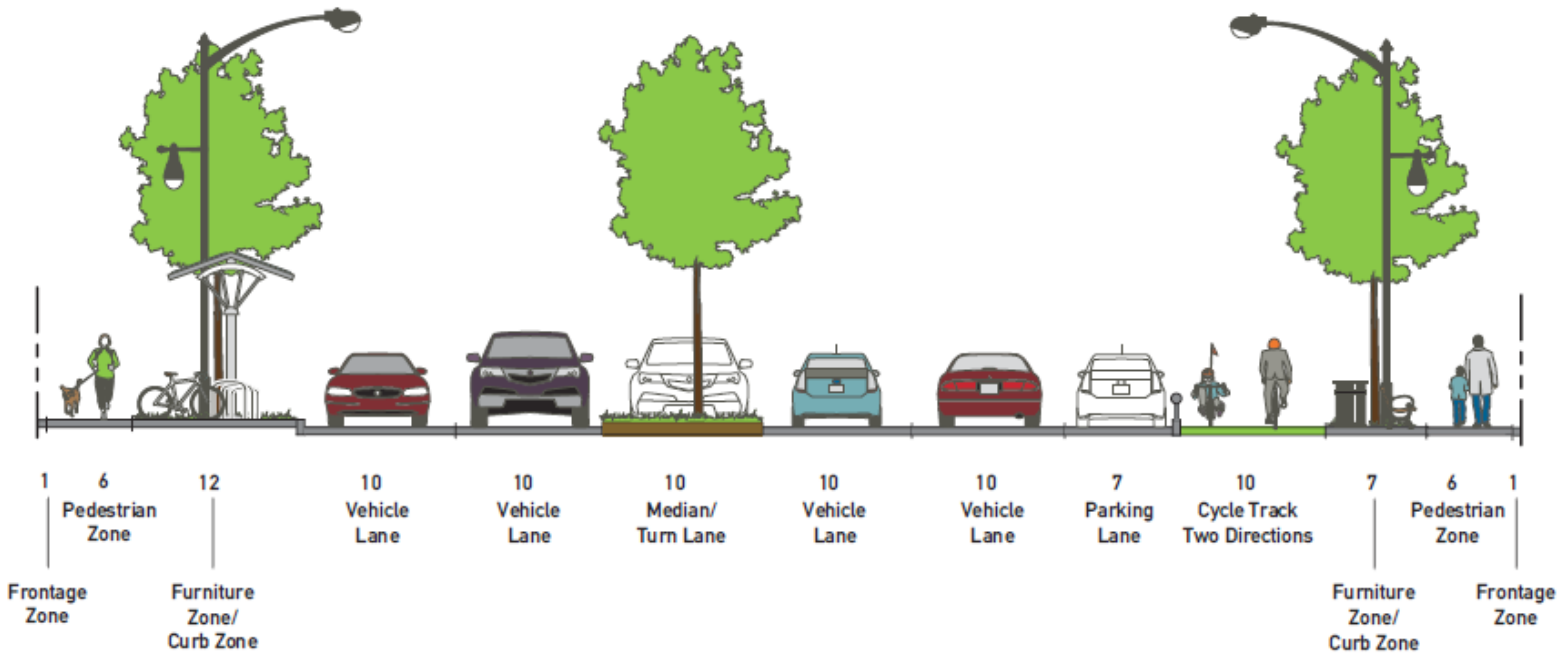 1 6 12 10 10 10 10 10 7 10 7 6 1
Pedestrian Vehicle Vehicle Median/ Vehicle Vehicle Parking Cycle Track Pedestrian
Zone Lane Lane Turn Lane Lane Lane Lane Two Directions Zone
Frontage Furniture Furniture Frontage
Zone Zone/ Zone/ Zone
Curb Zone Curb Zone